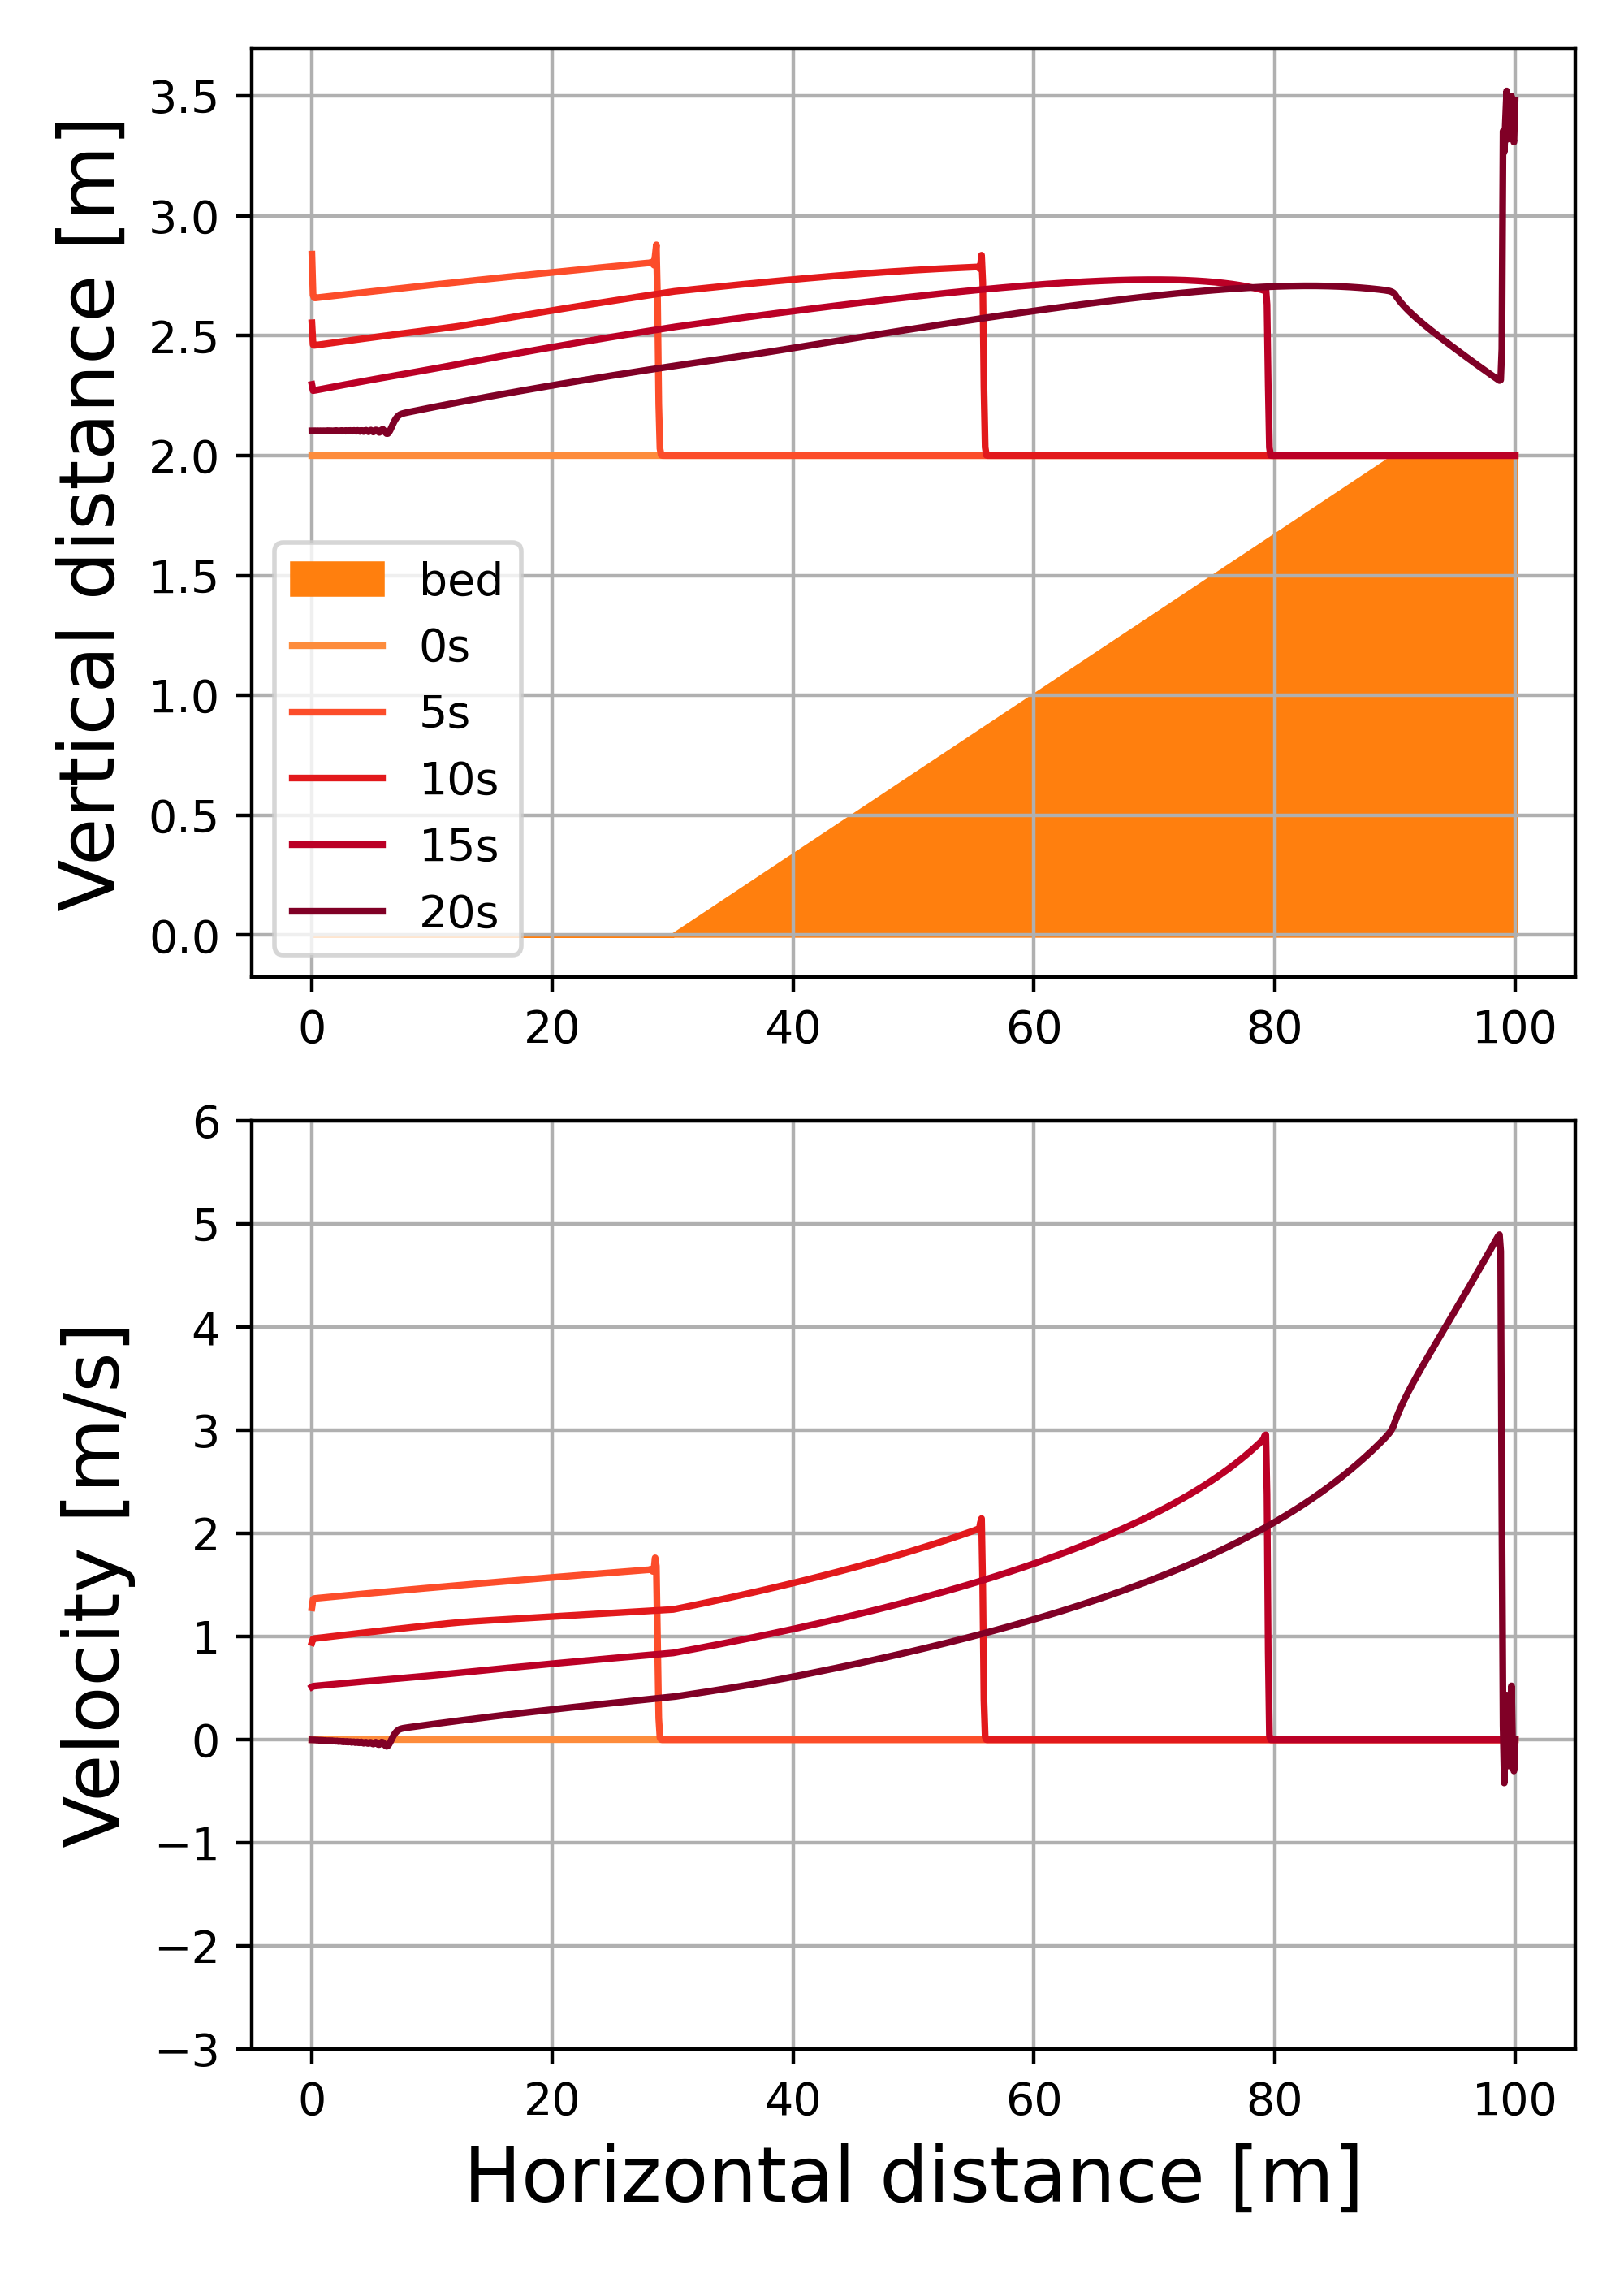 Vertical distance [m]
3.5
3.0
2.5
2.0
1.5
1.0
0.5
0.0
bed
0s
5s
10s
15s
20s
0 20 40 60 80 100
Velocity [m/s]
6
5
4
3
2
1
0
−1
−2
−3
0 20 40 60 80 100
Horizontal distance [m]